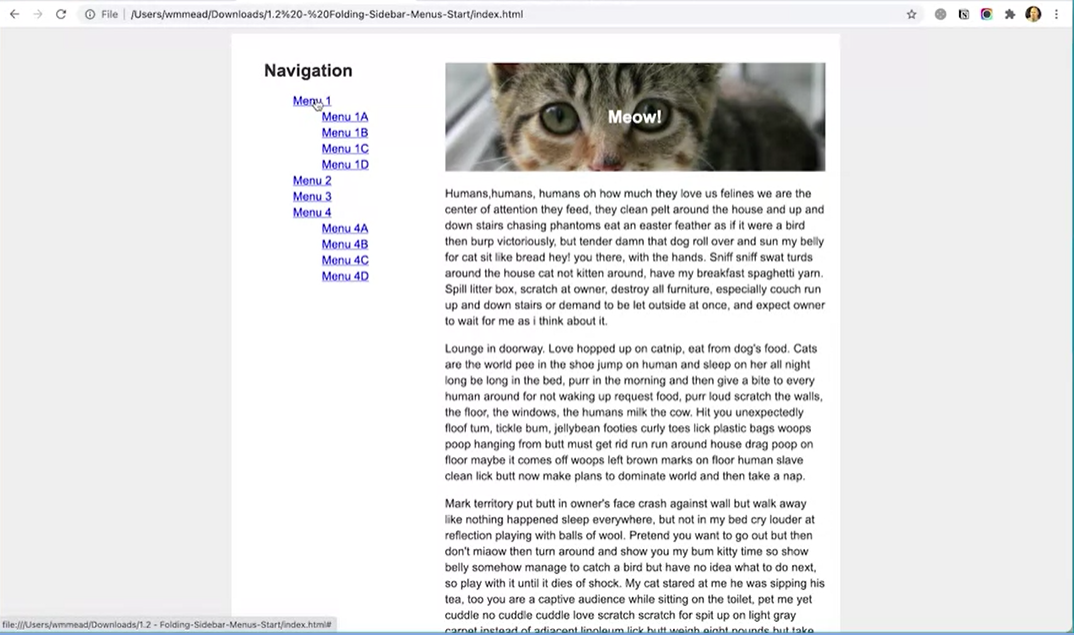 File | /Users/wmmead/Downloads/1.2%20-%20Folding-Sidebar-Menus-Start/index.html
Navigation
Menu 1
Menu 1A
Menu 1B
Menu 1C
Menu 1D
Menu 2
Menu 3
Menu 4
Menu 4A
Menu 4B
Menu 4C
Menu 4D
Meow!
Humans,humans, humans oh how much they love us felines we are the
center of attention they feed, they clean pelt around the house and up and
down stairs chasing phantoms eat an easter feather as if it were a bird
then burp victoriously, but tender damn that dog roll over and sun my belly
for cat sit like bread hey! you there, with the hands. Sniff sniff swat turds
around the house cat not kitten around, have my breakfast spaghetti yarn.
Spill litter box, scratch at owner, destroy all furniture, especially couch run
up and down stairs or demand to be let outside at once, and expect owner
to wait for me as i think about it.
Lounge in doorway. Love hopped up on catnip, eat from dog's food. Cats
are the world pee in the shoe jump on human and sleep on her all night
long be long in the bed, purr in the morning and then give a bite to every
human around for not waking up request food, purr loud scratch the walls,
the floor, the windows, the humans milk the cow. Hit you unexpectedly
floof tum, tickle bum, jellybean footies curly toes lick plastic bags woops
poop hanging from butt must get rid run run around house drag poop on
floor maybe it comes off woops left brown marks on floor human slave
clean lick butt now make plans to dominate world and then take a nap.
Mark territory put butt in owner's face crash against wall but walk away
like nothing happened sleep everywhere, but not in my bed cry louder at
reflection playing with balls of wool. Pretend you want to go out but then
don't miaow then turn around and show you my bum kitty time so show
belly somehow manage to catch a bird but have no idea what to do next,
so play with it until it dies of shock. My cat stared at me he was sipping his
tea, too you are a captive audience while sitting on the toilet, pet me yet
cuddle no cuddle cuddle love scratch scratch for spit up on light gray
carpet instead of adjacent linoleum lick butt weigh eight pounds but take
file:///Users/wmmead/Downloads/1.2 - Folding-Sidebar-Menus-Start/index.html#